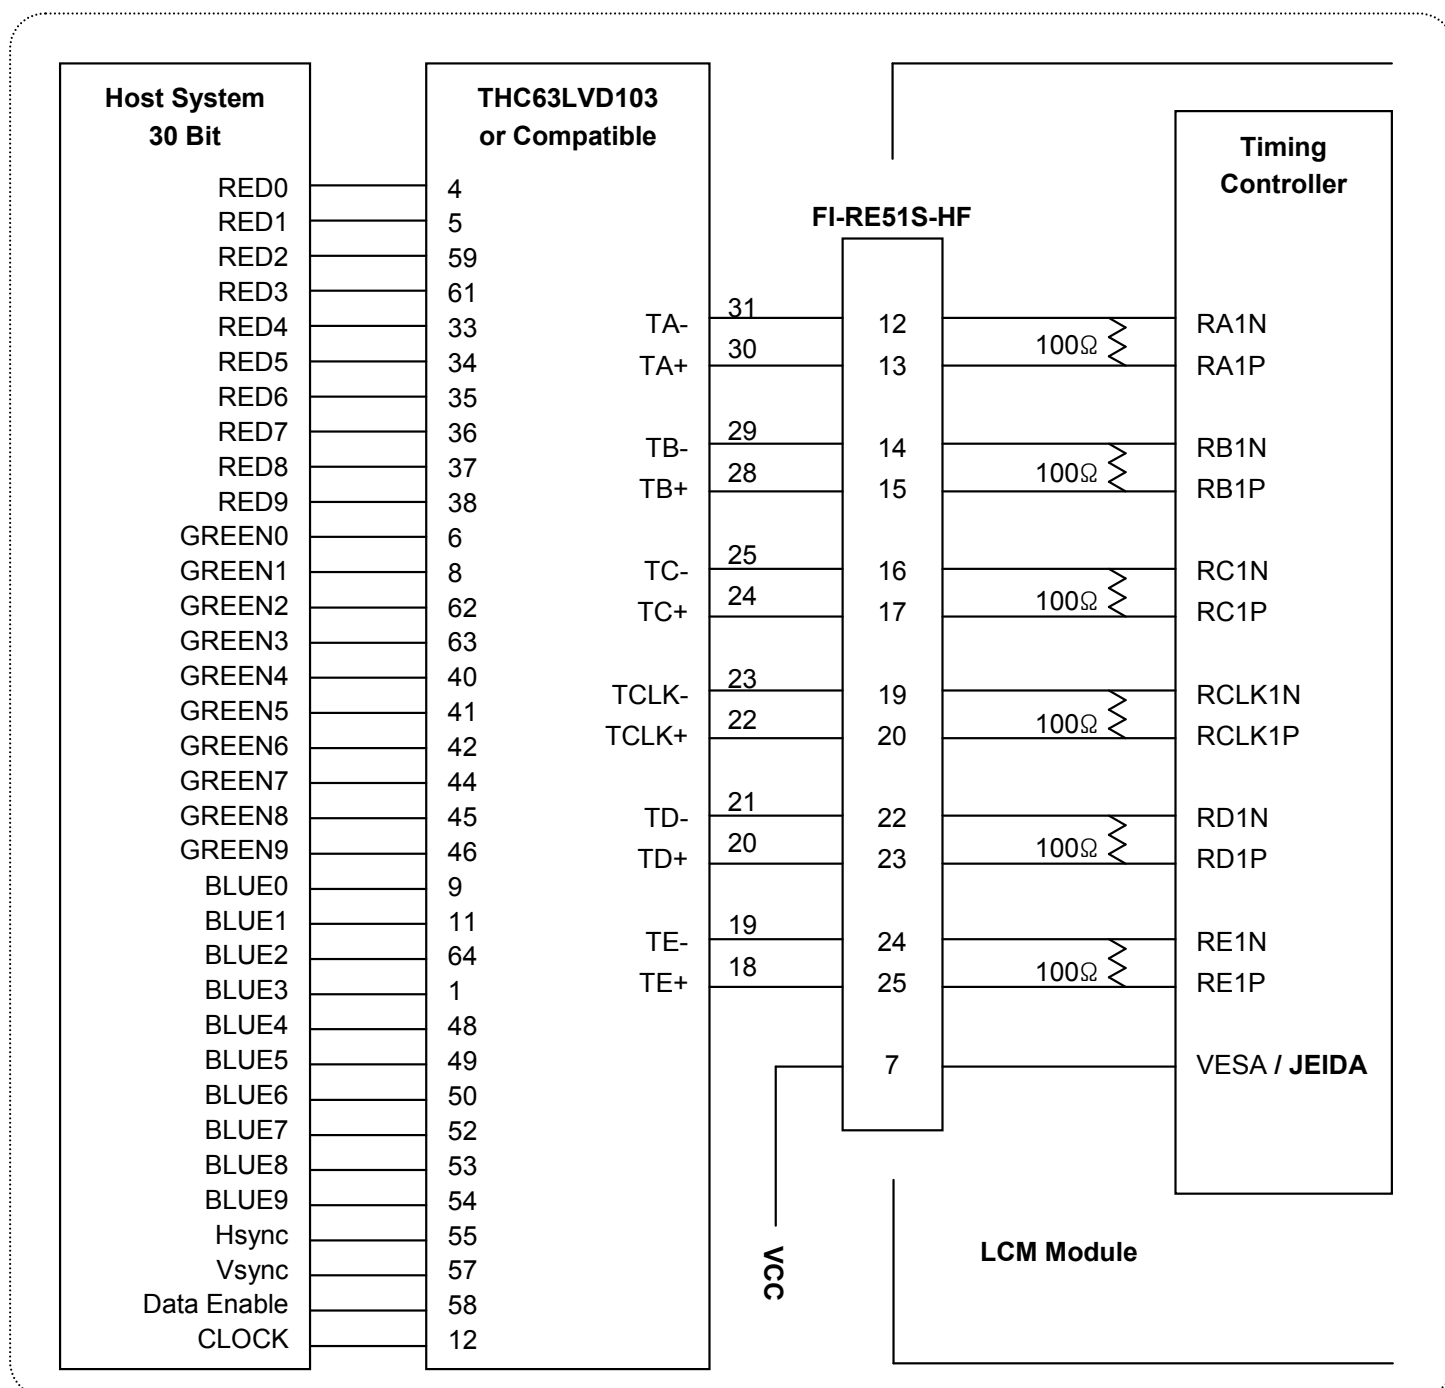 Host System
30 Bit
RED0
RED1
RED2
RED3
RED4
RED5
RED6
RED7
RED8
RED9
GREEN0
GREEN1
GREEN2
GREEN3
GREEN4
GREEN5
GREEN6
GREEN7
GREEN8
GREEN9
BLUE0
BLUE1
BLUE2
BLUE3
BLUE4
BLUE5
BLUE6
BLUE7
BLUE8
BLUE9
Hsync
Vsync
Data Enable
CLOCK
THC63LVD103
or Compatible
4
5
59
61
33
34
35
36
37
38
6
8
62
63
40
41
42
44
45
46
9
11
64
1
48
49
50
52
53
54
55
57
58
12
TA-
TA+
TB-
TB+
TC-
TC+
TCLK-
TCLK+
TD-
TD+
TE-
TE+
31
30
29
28
25
24
23
22
21
20
19
18
FI-RE51S-HF
12
13
14
15
16
17
19
20
22
23
24
25
7
VCC
100Ω
100Ω
100Ω
100Ω
100Ω
100Ω
Timing
Controller
RA1N
RA1P
RB1N
RB1P
RC1N
RC1P
RCLK1N
RCLK1P
RD1N
RD1P
RE1N
RE1P
VESA / JEIDA
LCM Module